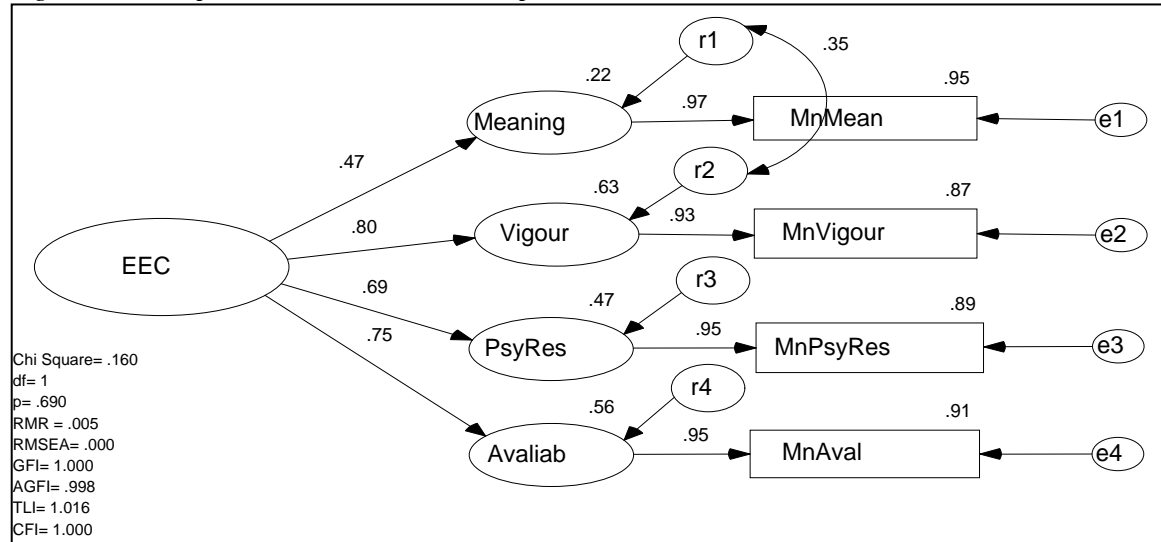 r1
.35
.22
.95
Meaning
.97
MnMean
e1
.47
r2
.63
.87
.80
Vigour
.93
MnVigour
e2
EEC
r3
.69
.47
.89
.75
PsyRes
.95
MnPsyRes
e3
r4
.56
.91
Avaliab
.95
MnAval
e4
Chi Square= .160
df= 1
p= .690
RMR = .005
RMSEA= .000
GFI= 1.000
AGFI= .998
TLI= 1.016
CFI= 1.000